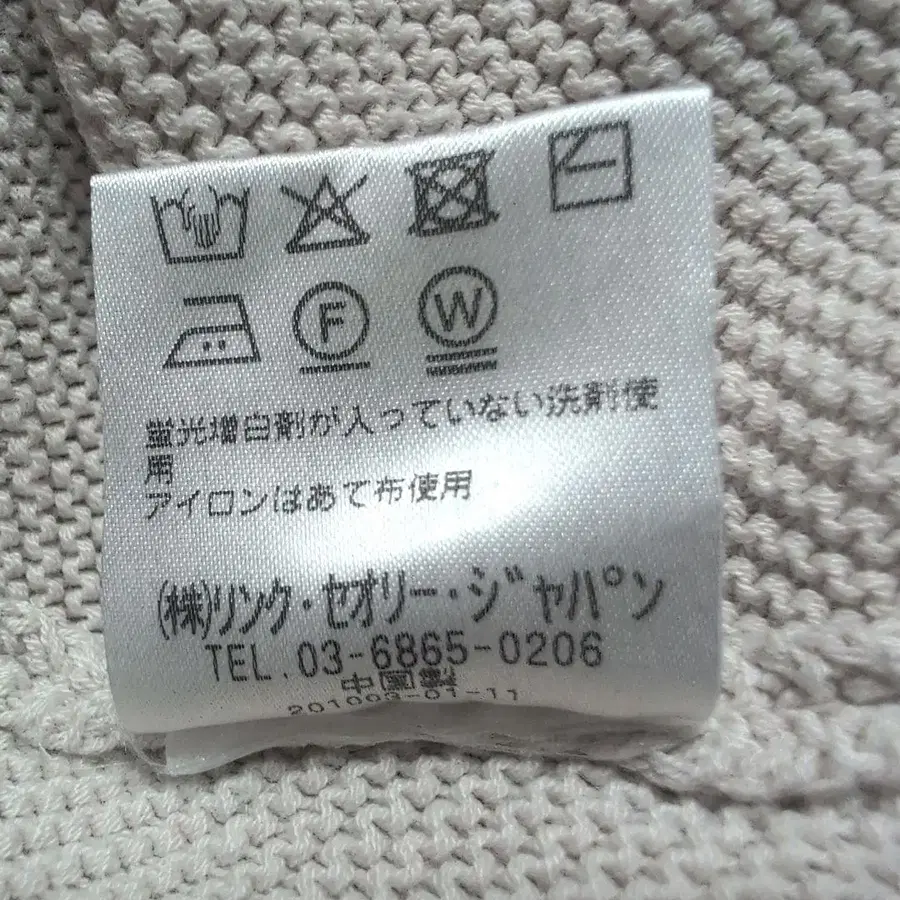 F W
蛍光増白剤が入っていない洗剤使
用
アイロンはあて布使用
(株)リンク・セオリー・ジャパン
TEL.03-6865-0206
中国製